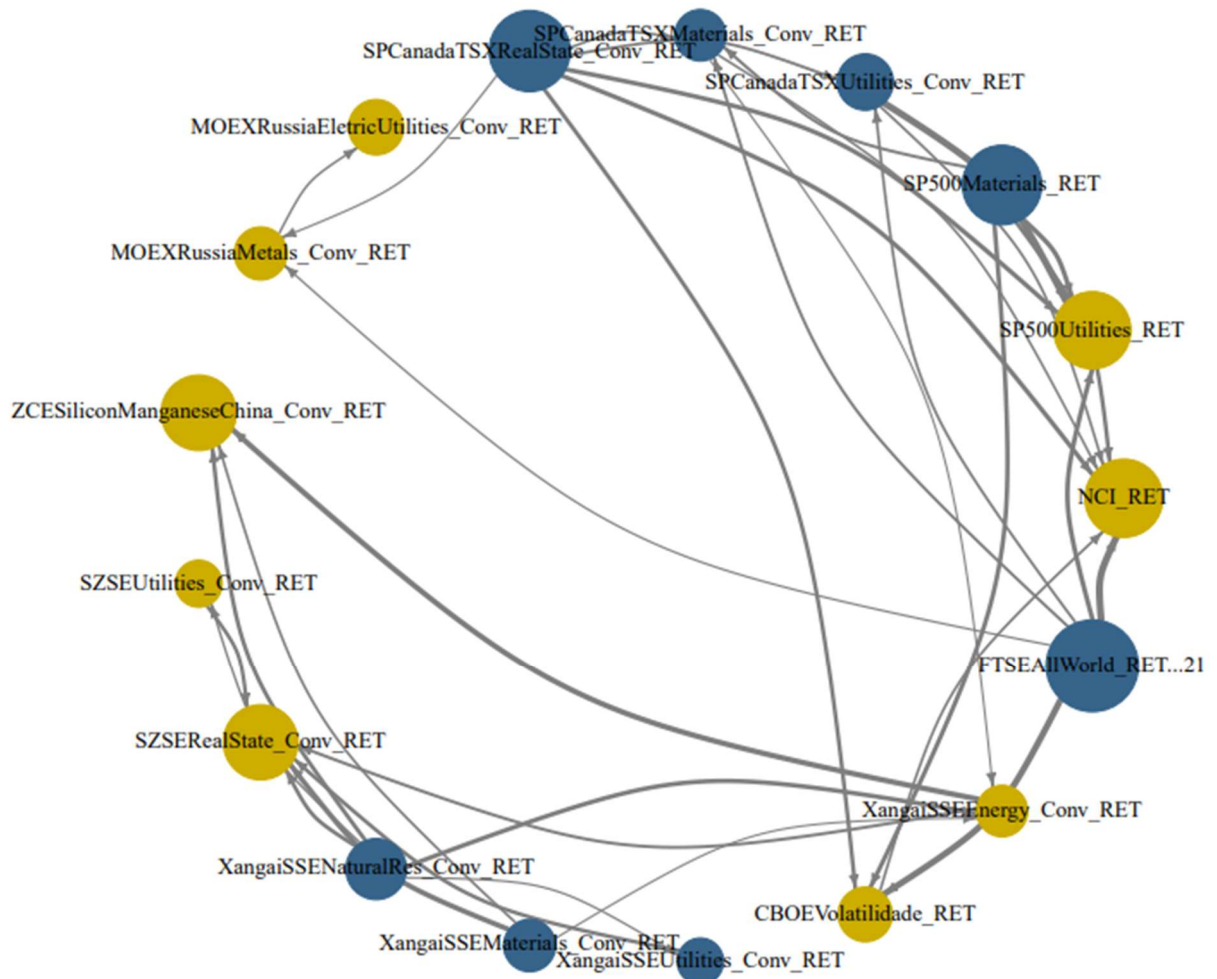 SPCanadaTSXMaterials_Conv_RET
SPCanadaTSXRealState_Conv_RET
SPCanadaTSXUtilities_Conv_RET
MOEXRussiaEletricUtilities_Conv_RET
SP500Materials_RET
MOEXRussiaMetals_Conv_RET
SP500Utilities_RET
ZCESiliconManganeseChina_Conv_RET
NCI_RET
SZSEUtilities_Conv_RET
FTSEAllWorld_RET...21
SZSERealState_Conv_RET
XangaiSSEEnergy_Conv_RET
XangaiSSENaturalRes_Conv_RET
CBOEVolatilidade_RET
XangaiSSEMaterials_Conv_RET
XangaiSSEUtilities_Conv_RET